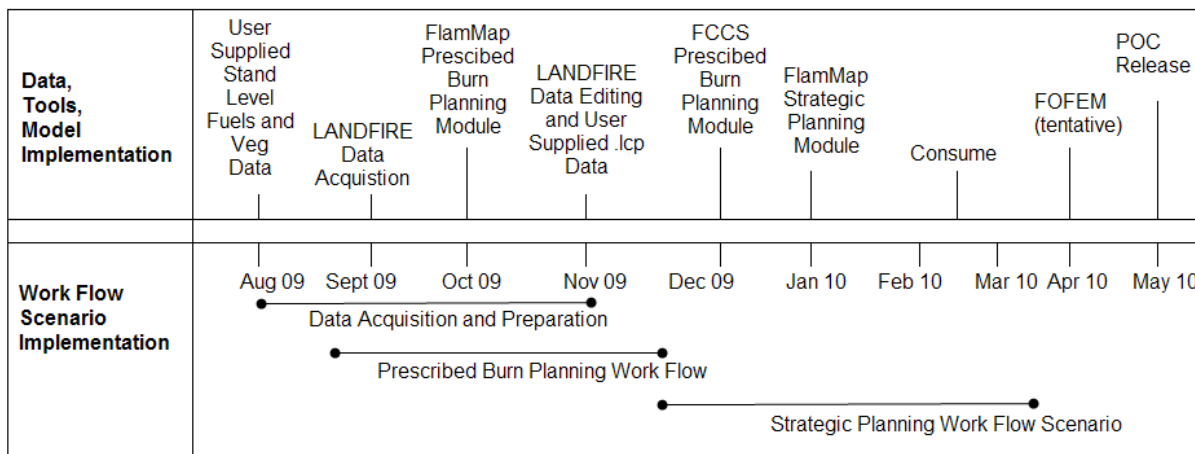 Data,
Tools,
Model
Implementation
User
Supplied
Stand
Level
Fuels and
Veg
Data
LANDFIRE
Data
Acquistion
FlamMap
Prescibed
Burn
Planning
Module
LANDFIRE
Data Editing
and User
Supplied .lcp
Data
FCCS
Prescibed
Burn
Planning
Module
FlamMap
Strategic
Planning
Module
Consume
FOFEM
(tentative)
POC
Release
Work Flow
Scenario
Implementation
Aug 09 Sept 09 Oct 09 Nov 09 Dec 09 Jan 10 Feb 10 Mar 10 Apr 10 May 10
Data Acquisition and Preparation
Prescribed Burn Planning Work Flow
Strategic Planning Work Flow Scenario